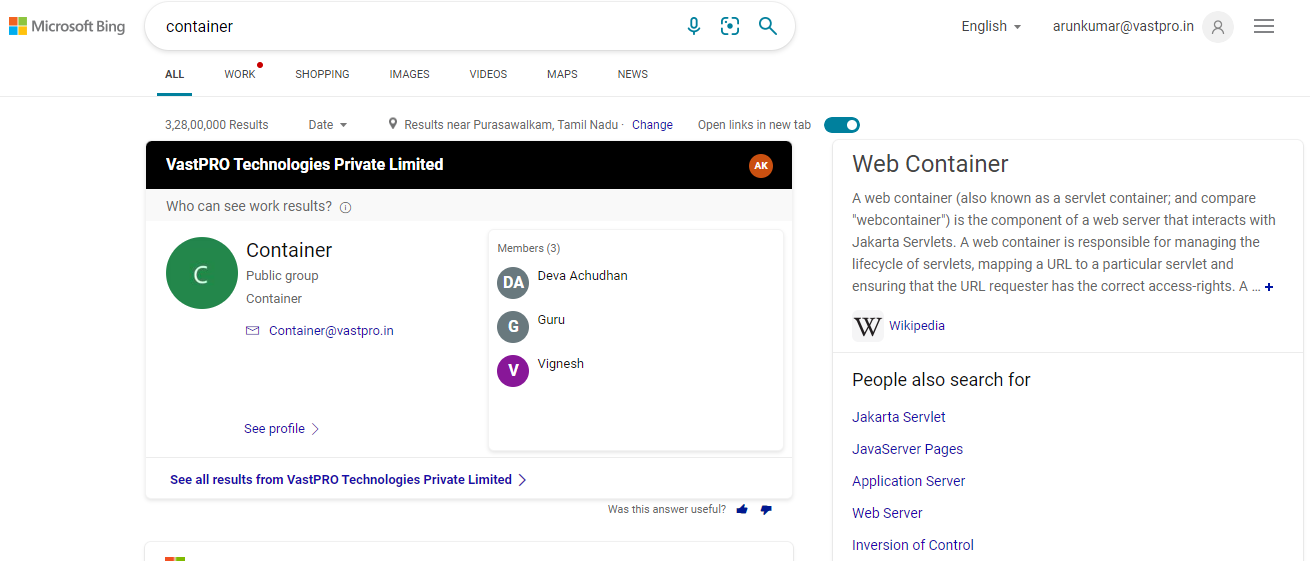 Microsoft Bing
container
English
arunkumar@vastpro.in
ALL
WORK
SHOPPING
IMAGES
VIDEOS
MAPS
NEWS
3,28,00,000 Results
Date
Results near Purasawalkam, Tamil Nadu · Change
Open links in new tab
VastPRO Technologies Private Limited
AK
Who can see work results?
C
Container
Public group
Container
Container@vastpro.in
See profile
Members (3)
DA
Deva Achudhan
G
Guru
V
Vignesh
See all results from VastPRO Technologies Private Limited
Was this answer useful?
Web Container
A web container (also known as a servlet container; and compare
"webcontainer") is the component of a web server that interacts with
Jakarta Servlets. A web container is responsible for managing the
lifecycle of servlets, mapping a URL to a particular servlet and
ensuring that the URL requester has the correct access-rights. A … +
W
Wikipedia
People also search for
Jakarta Servlet
JavaServer Pages
Application Server
Web Server
Inversion of Control